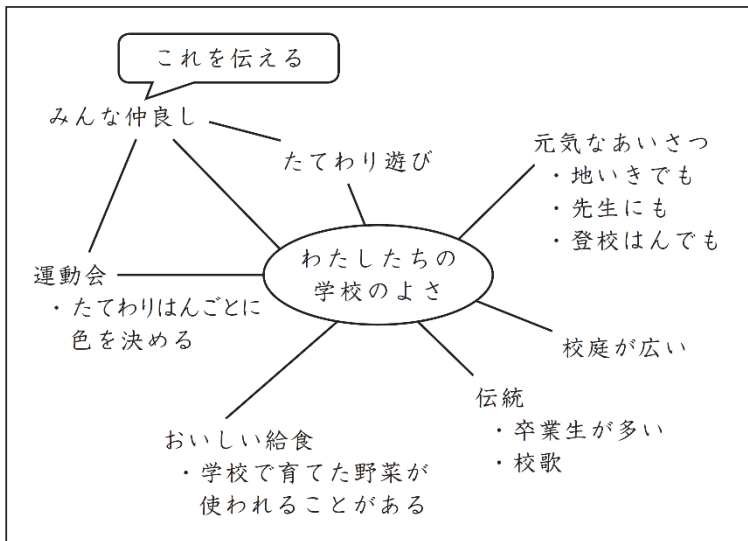 これを伝える
みんな仲良し
たてわり遊び
元気なあいさつ
・地いきでも
・先生にも
・登校はんでも
わたしたちの
学校のよさ
運動会
・たてわりはんごとに
色を決める
校庭が広い
伝統
・卒業生が多い
・校歌
おいしい給食
・学校で育てた野菜が
使われることがある